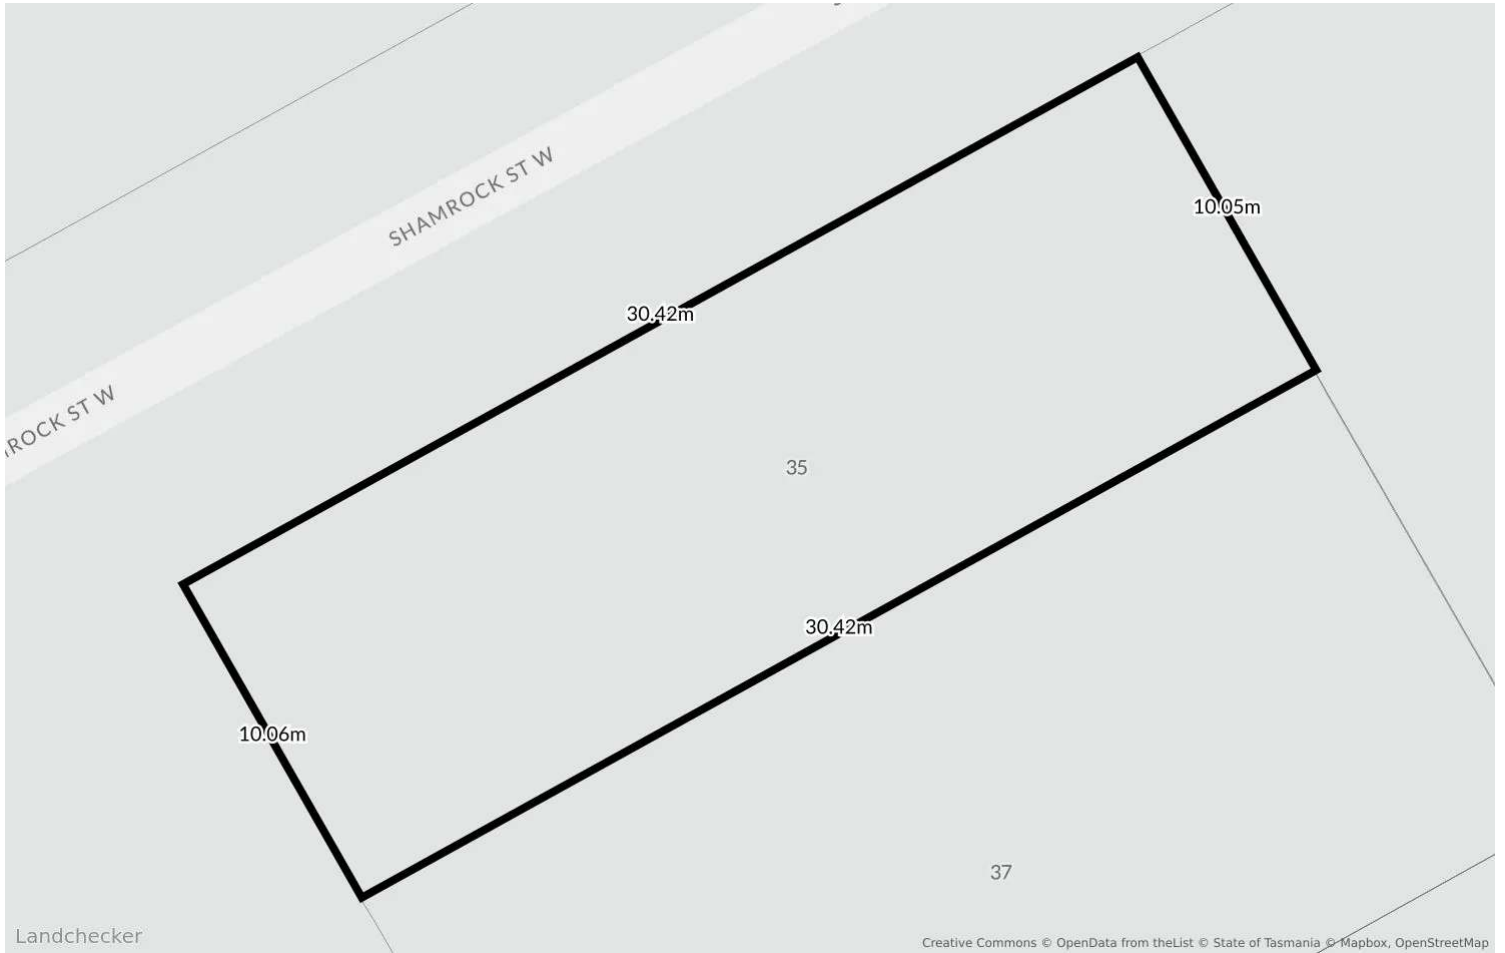 SHAMROCK ST W
ROCK ST W
10.05m
30.42m
35
30.42m
10.06m
37
Landchecker
Creative Commons © OpenData from theList © State of Tasmania © Mapbox, OpenStreetMap